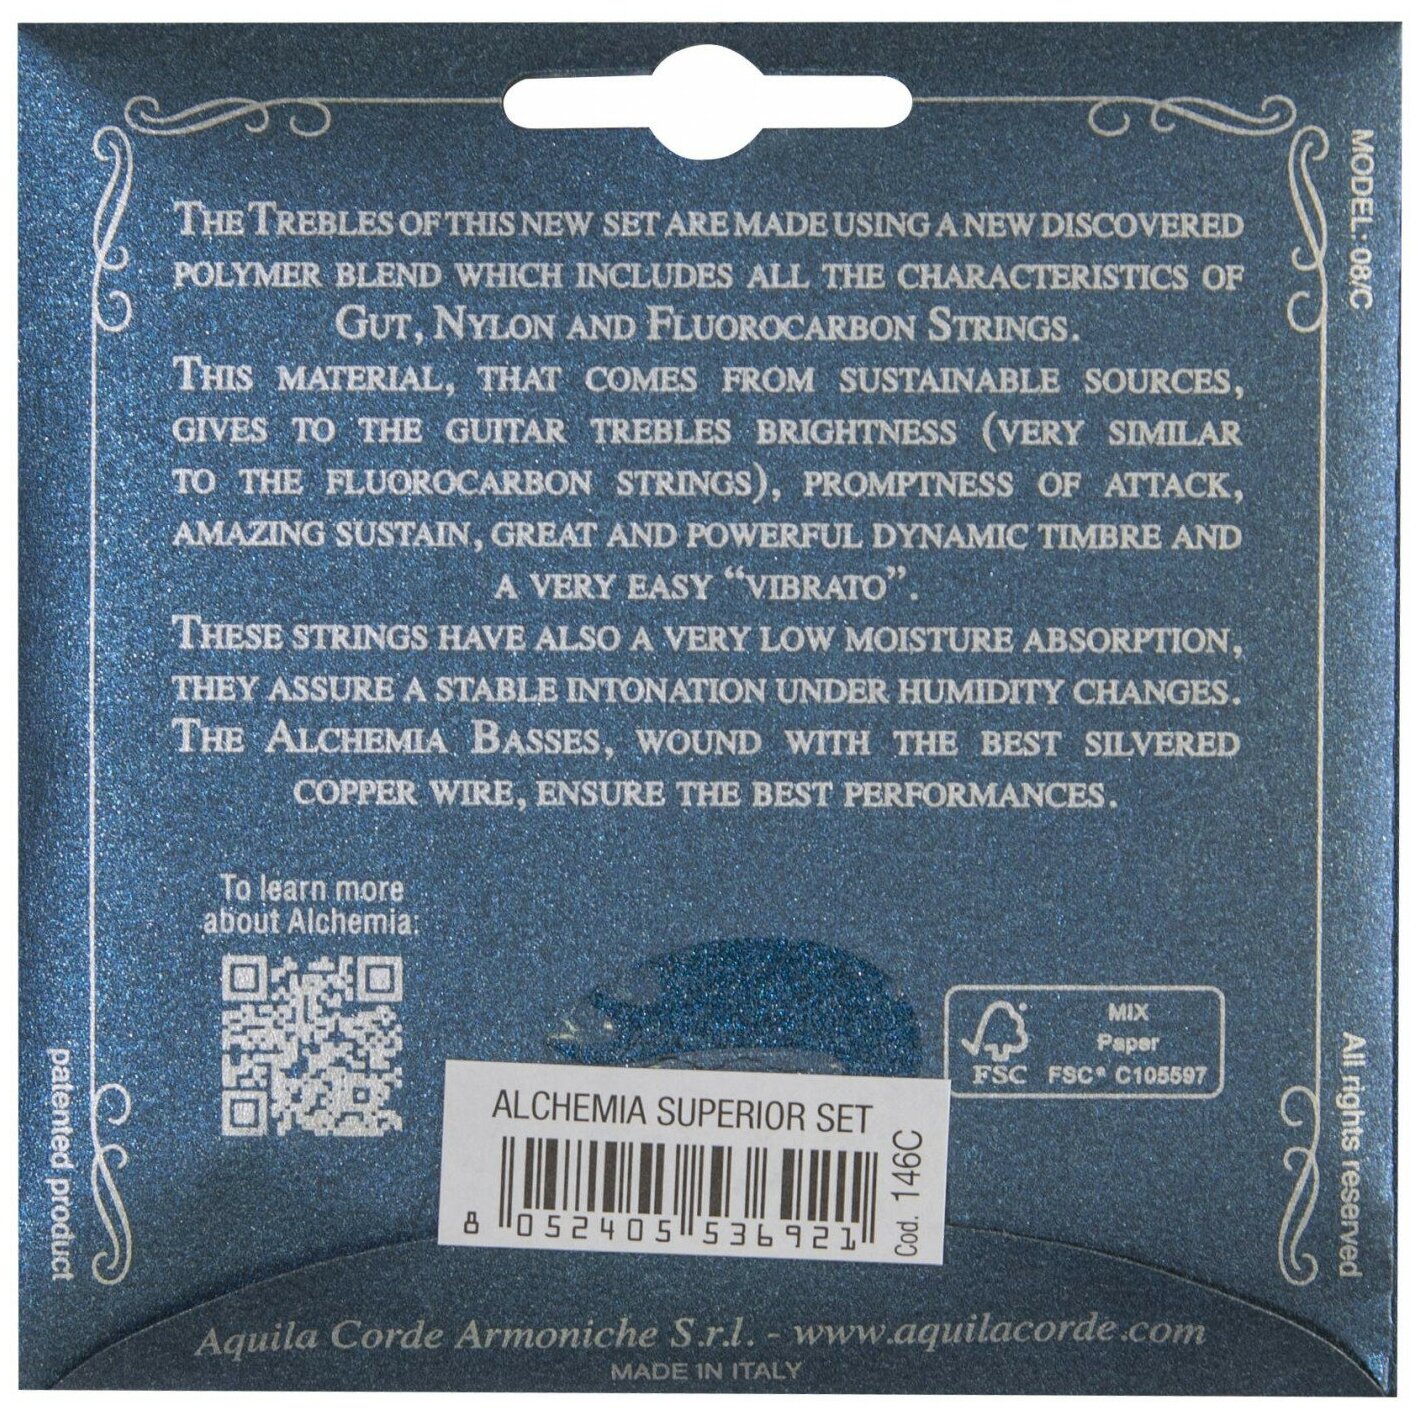 MODEL: 08/C
THE TREBLES OF THIS NEW SET ARE MADE USING A NEW DISCOVERED
POLYMER BLEND WHICH INCLUDES ALL THE CHARACTERISTICS OF
GUT, NYLON AND FLUOROCARBON STRINGS.
THIS MATERIAL, THAT COMES FROM SUSTAINABLE SOURCES,
GIVES TO THE GUITAR TREBLES BRIGHTNESS (VERY SIMILAR
TO THE FLUOROCARBON STRINGS), PROMPTNESS OF ATTACK,
AMAZING SUSTAIN, GREAT AND POWERFUL DYNAMIC TIMBRE AND
A VERY EASY “VIBRATO”.
THESE STRINGS HAVE ALSO A VERY LOW MOISTURE ABSORPTION,
THEY ASSURE A STABLE INTONATION UNDER HUMIDITY CHANGES.
THE ALCHEMIA BASSES, WOUND WITH THE BEST SILVERED
COPPER WIRE, ENSURE THE BEST PERFORMANCES.
To learn more
about Alchemia:
MIX
Paper
FSC
FSC® C105597
ALCHEMIA SUPERIOR SET
8 052405 536921
Cod. 146C
patented product
All rights reserved
Aquila Corde Armoniche S.r.l. - www.aquilacorde.com
MADE IN ITALY